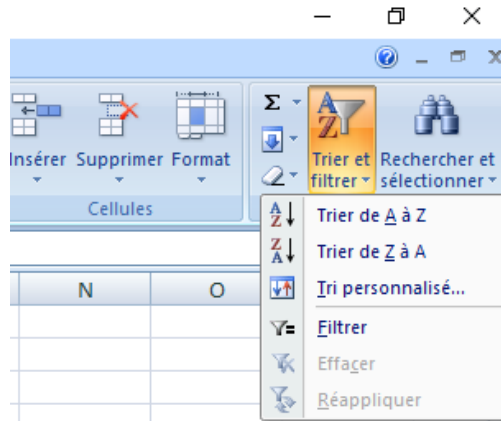 Σ
Insérer Supprimer Format
Trier et filtrer
Rechercher et sélectionner
Cellules
Trier de A à Z
Trier de Z à A
N O
Tri personnalisé...
Filtrer
Effacer
Réappliquer